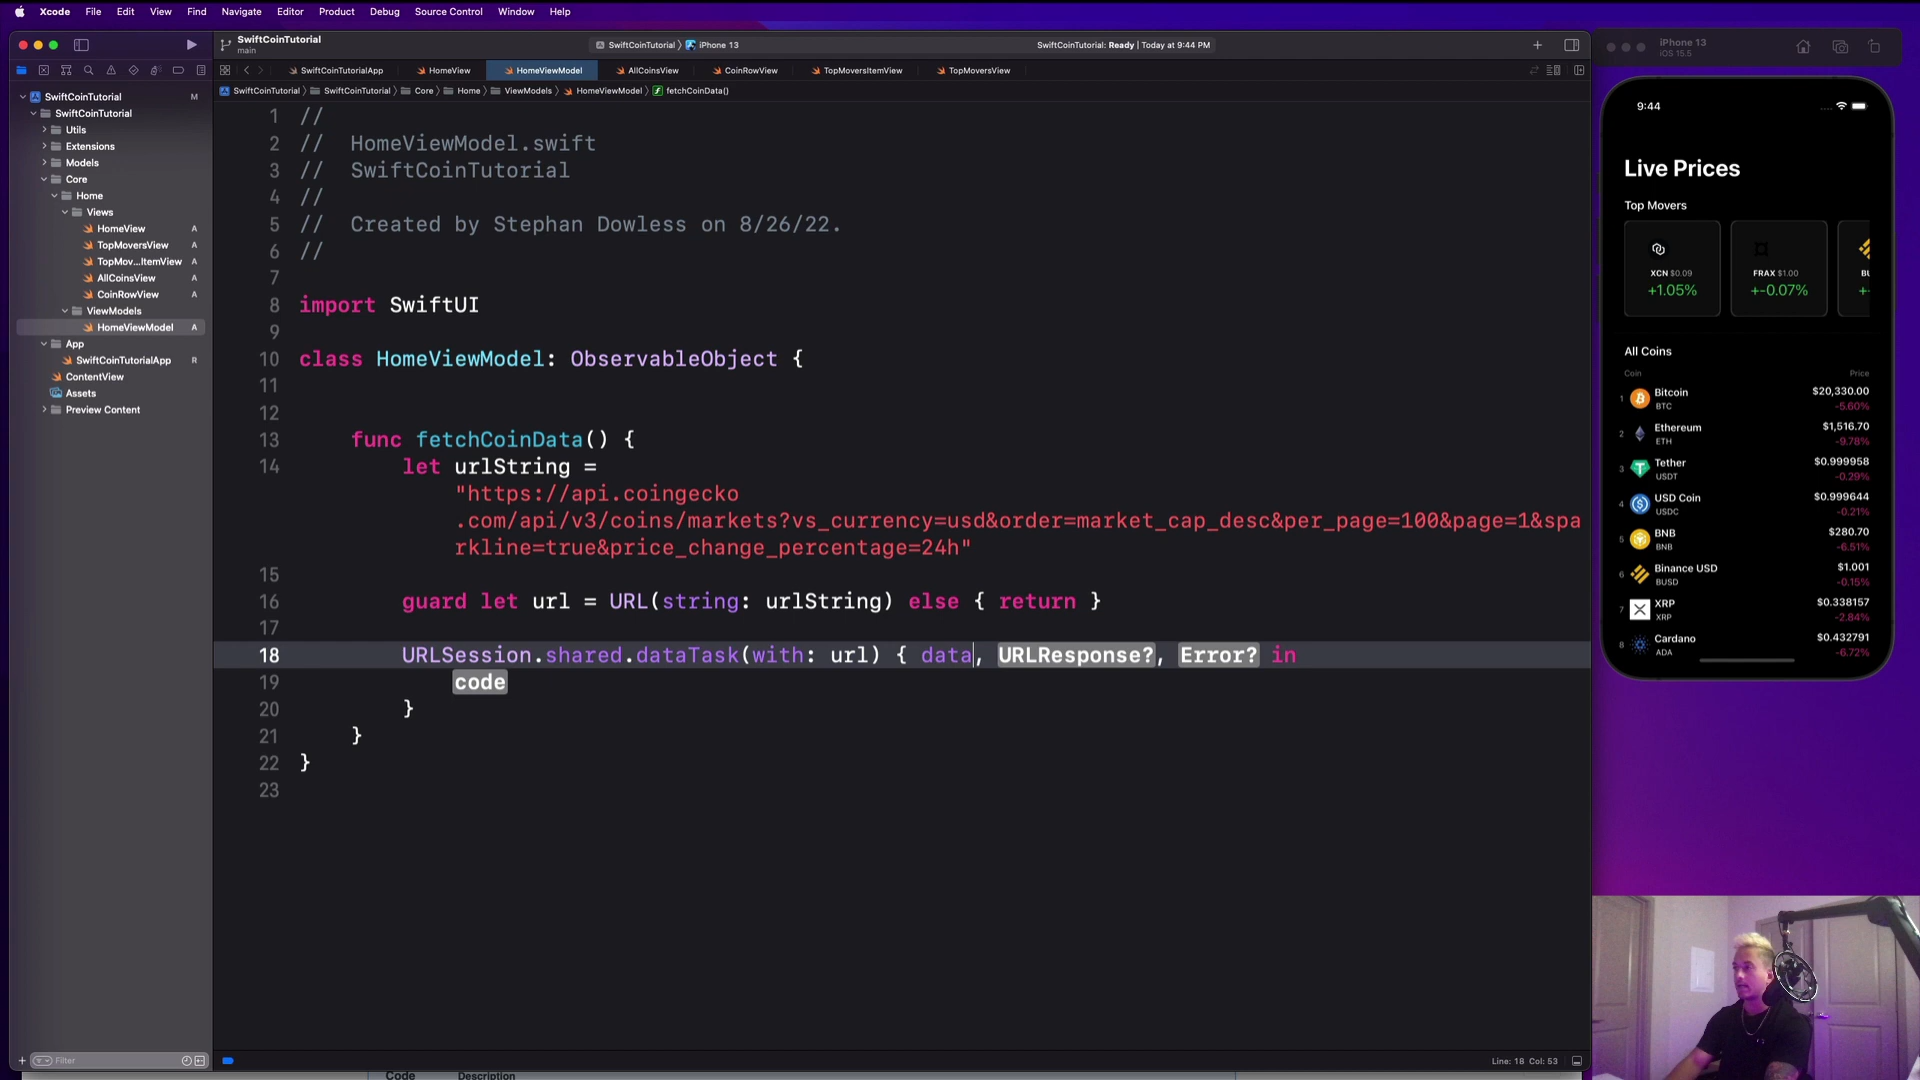 Xcode File Edit View Find Navigate Editor Product Debug Source Control Window Help
SwiftCoinTutorial
main
SwiftCoinTutorial iPhone 13
SwiftCoinTutorial: Ready | Today at 9:44 PM
SwiftCoinTutorialApp HomeView HomeViewModel AllCoinsView CoinRowView TopMoversItemView TopMoversView
SwiftCoinTutorial SwiftCoinTutorial Core Home ViewModels HomeViewModel fetchCoinData()
SwiftCoinTutorial M
SwiftCoinTutorial
Utils
Extensions
Models
Core
Home
Views
HomeView A
TopMoversView A
TopMov...ItemView A
AllCoinsView A
CoinRowView A
ViewModels
HomeViewModel A
App
SwiftCoinTutorialApp R
ContentView
Assets
Preview Content
Filter
1 //
2 //  HomeViewModel.swift
3 //  SwiftCoinTutorial
4 //
5 //  Created by Stephan Dowless on 8/26/22.
6 //
7
8 import SwiftUI
9
10 class HomeViewModel: ObservableObject {
11
12
13 func fetchCoinData() {
14 let urlString =
"https://api.coingecko
.com/api/v3/coins/markets?vs_currency=usd&order=market_cap_desc&per_page=100&page=1&spa
rkline=true&price_change_percentage=24h"
15
16 guard let url = URL(string: urlString) else { return }
17
18 URLSession.shared.dataTask(with: url) { data, URLResponse?, Error? in
19 code
20 }
21 }
22 }
23
Line: 18 Col: 53
Code Description
iPhone 13
iOS 15.5
9:44
Live Prices
Top Movers
XCN $0.09
+1.05%
FRAX $1.00
+-0.07%
All Coins
Coin Price
1 Bitcoin $20,330.00
BTC -5.60%
2 Ethereum $1,516.70
ETH -9.78%
3 Tether $0.999958
USDT -0.29%
4 USD Coin $0.999644
USDC -0.21%
5 BNB $280.70
BNB -6.51%
6 Binance USD $1.001
BUSD -0.15%
7 XRP $0.338157
XRP -2.84%
8 Cardano $0.432791
ADA -6.72%